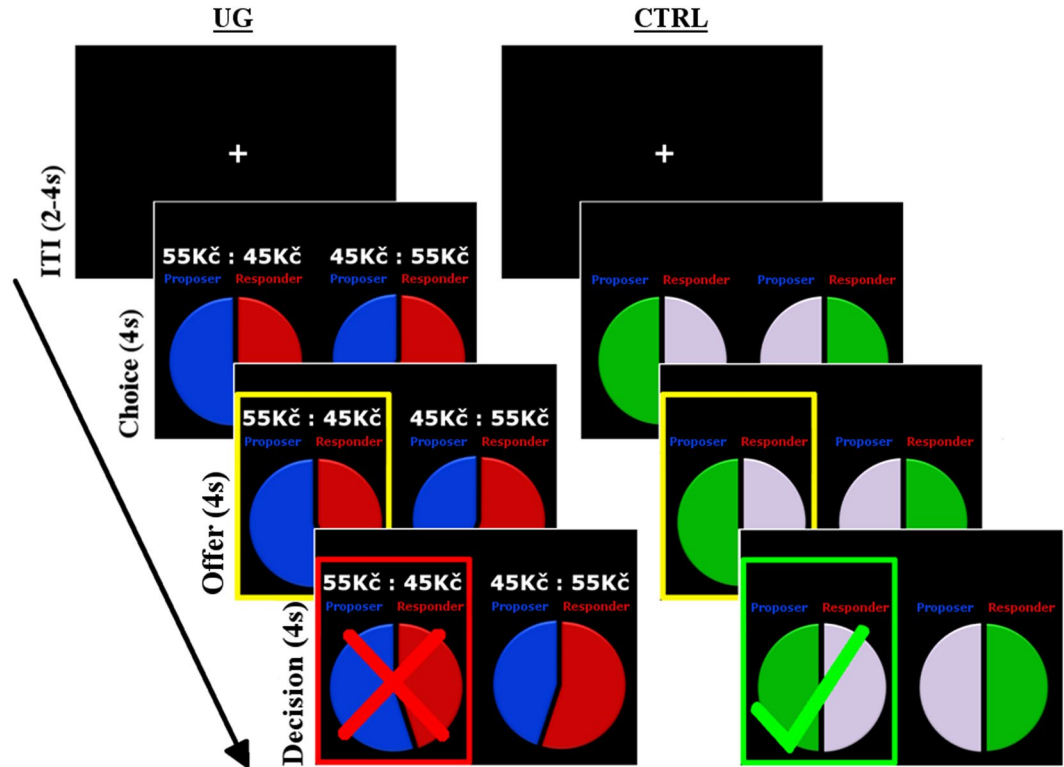 UG
CTRL
+
+
ITI (2-4s)
55Kč : 45Kč 45Kč : 55Kč
Proposer Responder Proposer Responder
Proposer Responder Proposer Responder
Choice (4s)
55Kč : 45Kč 45Kč : 55Kč
Proposer Responder Proposer Responder
Proposer Responder Proposer Responder
Offer (4s)
55Kč : 45Kč 45Kč : 55Kč
Proposer Responder Proposer Responder
Proposer Responder Proposer Responder
Decision (4s)